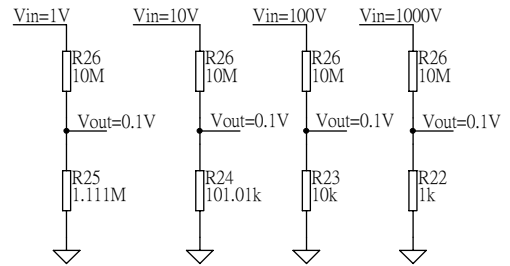 Vin=1V
Vin=10V
Vin=100V
Vin=1000V
R26
10M
R26
10M
R26
10M
R26
10M
Vout=0.1V
Vout=0.1V
Vout=0.1V
Vout=0.1V
R25
1.111M
R24
101.01k
R23
10k
R22
1k